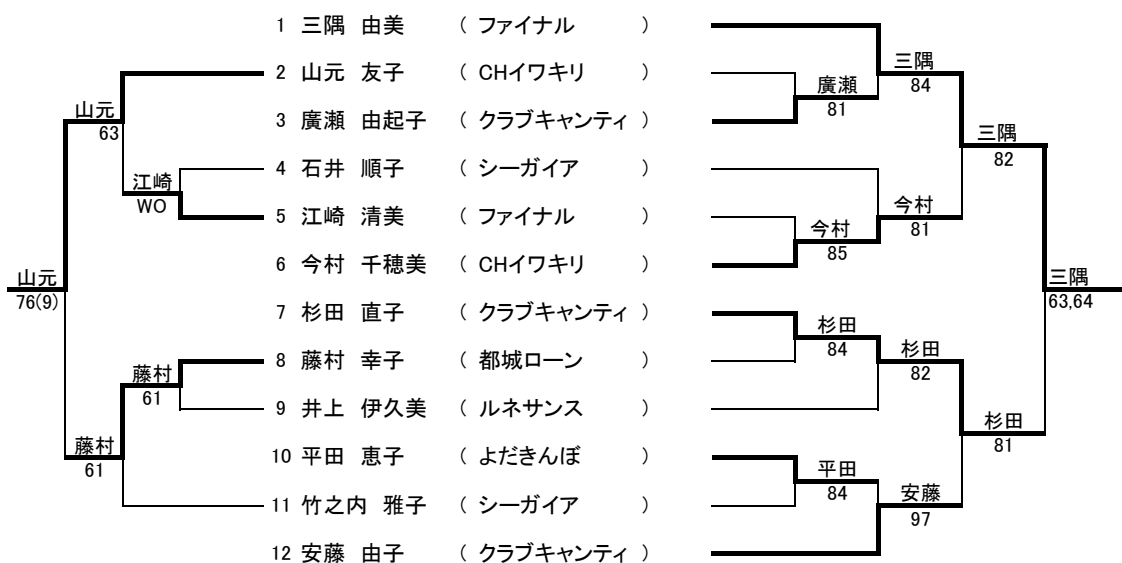 1 三隅 由美 ( ファイナル )
三隅
2 山元 友子 ( CHイワキリ )
廣瀬 84
山元
81
63
3 廣瀬 由起子 ( クラブキャンティ )
三隅
82
4 石井 順子 ( シーガイア )
江崎
WO
今村
5 江崎 清美 ( ファイナル )
今村 81
85
6 今村 千穂美 ( CHイワキリ )
山元
三隅
76(9)
63,64
7 杉田 直子 ( クラブキャンティ )
杉田
84 杉田
8 藤村 幸子 ( 都城ローン )
藤村
82
61
9 井上 伊久美 ( ルネサンス )
杉田
藤村
81
61
10 平田 恵子 ( よだきんぼ )
平田
84 安藤
11 竹之内 雅子 ( シーガイア )
97
12 安藤 由子 ( クラブキャンティ )